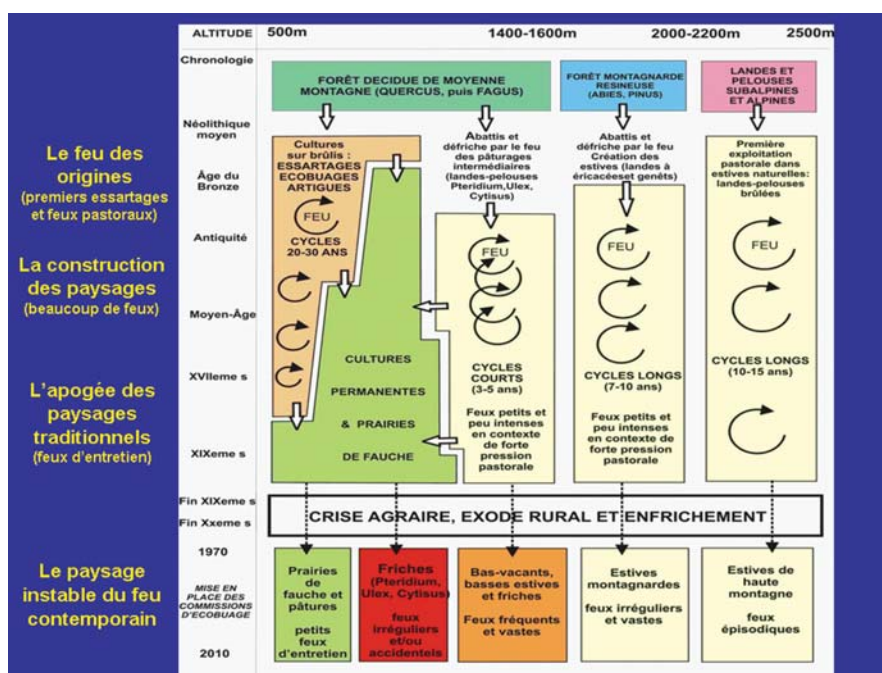 ALTITUDE 500m 1400-1600m 2000-2200m 2500m
Chronologie
FORÊT DECIDUE DE MOYENNE
MONTAGNE (QUERCUS, puis FAGUS)
FORÊT MONTAGNARDE
RESINEUSE
(ABIES, PINUS)
LANDES ET
PELOUSES
SUBALPINES
ET ALPINES
Le feu des
origines
(premiers essartages
et feux pastoraux)
La construction
des paysages
(beaucoup de feux)
L'apogée des
paysages
traditionnels
(feux d'entretien)
Le paysage
instable du feu
contemporain
Néolithique
moyen
Âge du
Bronze
Antiquité
Moyen-Âge
XVIIeme s
XIXeme s
Fin XIXeme s
Fin Xxeme s
1970
MISE EN
PLACE DES
COMMISSIONS
D'ECOBUAGE
2010
Cultures
sur brûlis :
ESSARTAGES
ECOBUAGES
ARTIGUES
FEU
CYCLES
20-30 ANS
CULTURES
PERMANENTES
& PRAIRIES
DE FAUCHE
Abattis et
défriche par le feu
des pâturages
intermédiaires
(landes-pelouses
Pteridium,Ulex,
Cytisus)
FEU
CYCLES
COURTS
(3-5 ans)
Feux petits et
peu intenses
en contexte
de forte
pression
pastorale
Abattis et
défriche par le feu
Création des
estives (landes à
éricacéeset genêts)
FEU
CYCLES LONGS
(7-10 ans)
Feux petits et
peu intenses
en contexte de
forte pression
pastorale
Première
exploitation
pastorale dans
estives naturelles:
landes-pelouses
brûlées
FEU
CYCLES LONGS
(10-15 ans)
CRISE AGRAIRE, EXODE RURAL ET ENFRICHEMENT
Prairies
de
fauche et
pâtures
petits
feux
d'entretien
Friches
(Pteridium,
Ulex, Cytisus)
feux
irréguliers
et/ou
accidentels
Bas-vacants,
basses estives
et friches
Feux fréquents
et vastes
Estives
montagnardes
feux irréguliers
et vastes
Estives de
haute
montagne
feux
épisodiques